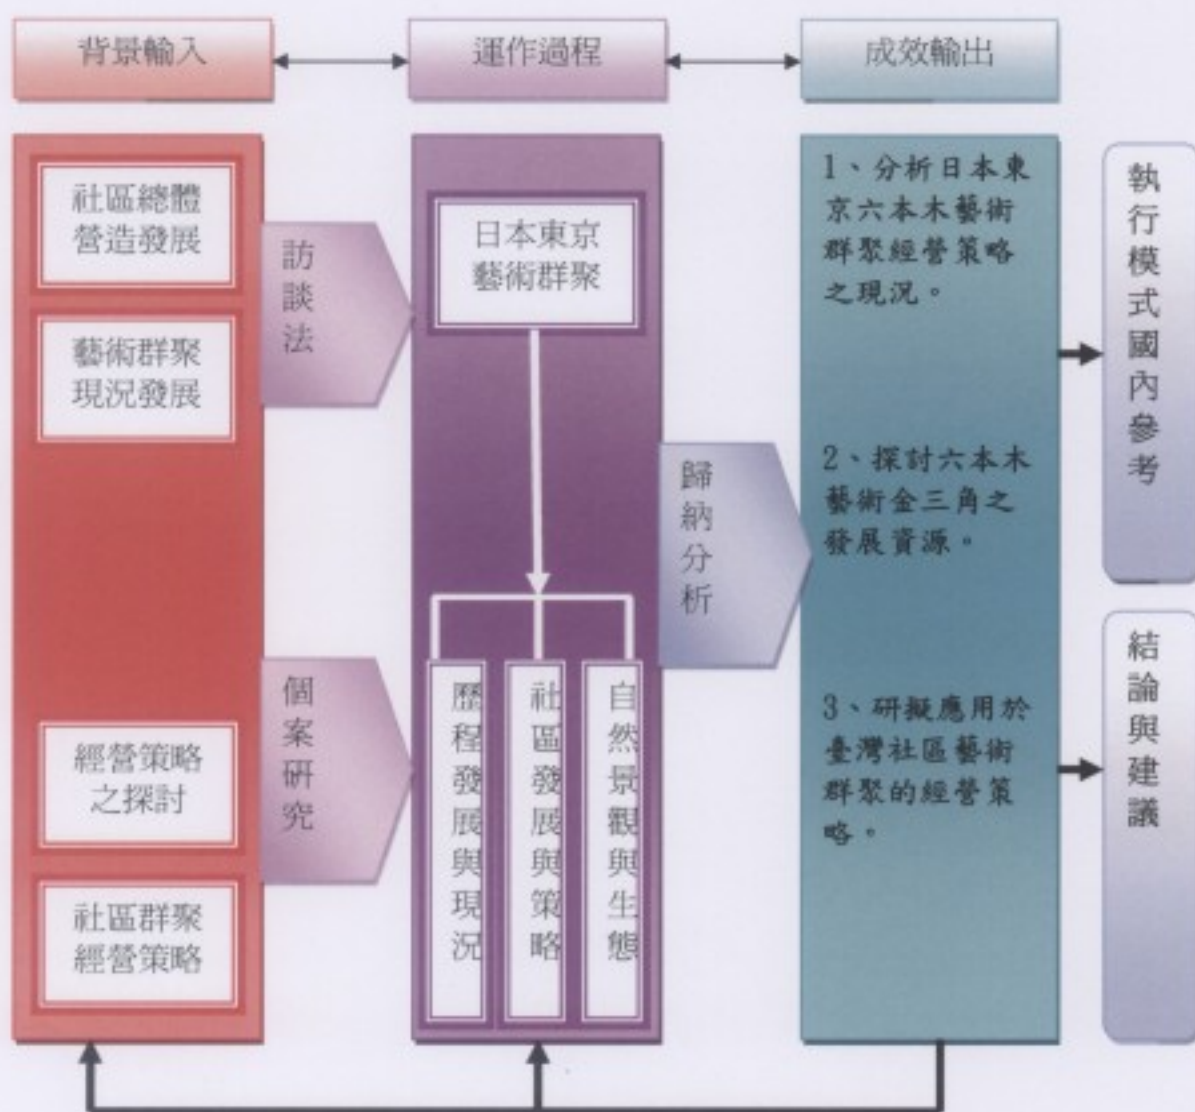 背景輸入
運作過程
成效輸出
社區總體
營造發展
藝術群聚
現況發展
經營策略
之探討
社區群聚
經營策略
訪談法
個案研究
日本東京
藝術群聚
歷程發展與現況
社區發展與策略
自然景觀與生態
歸納分析
1、分析日本東
京六本木藝術
群聚經營策略
之現況。
2、探討六本木
藝術金三角之
發展資源。
3、研擬應用於
臺灣社區藝術
群聚的經營策
略。
執行模式國內參考
結論與建議